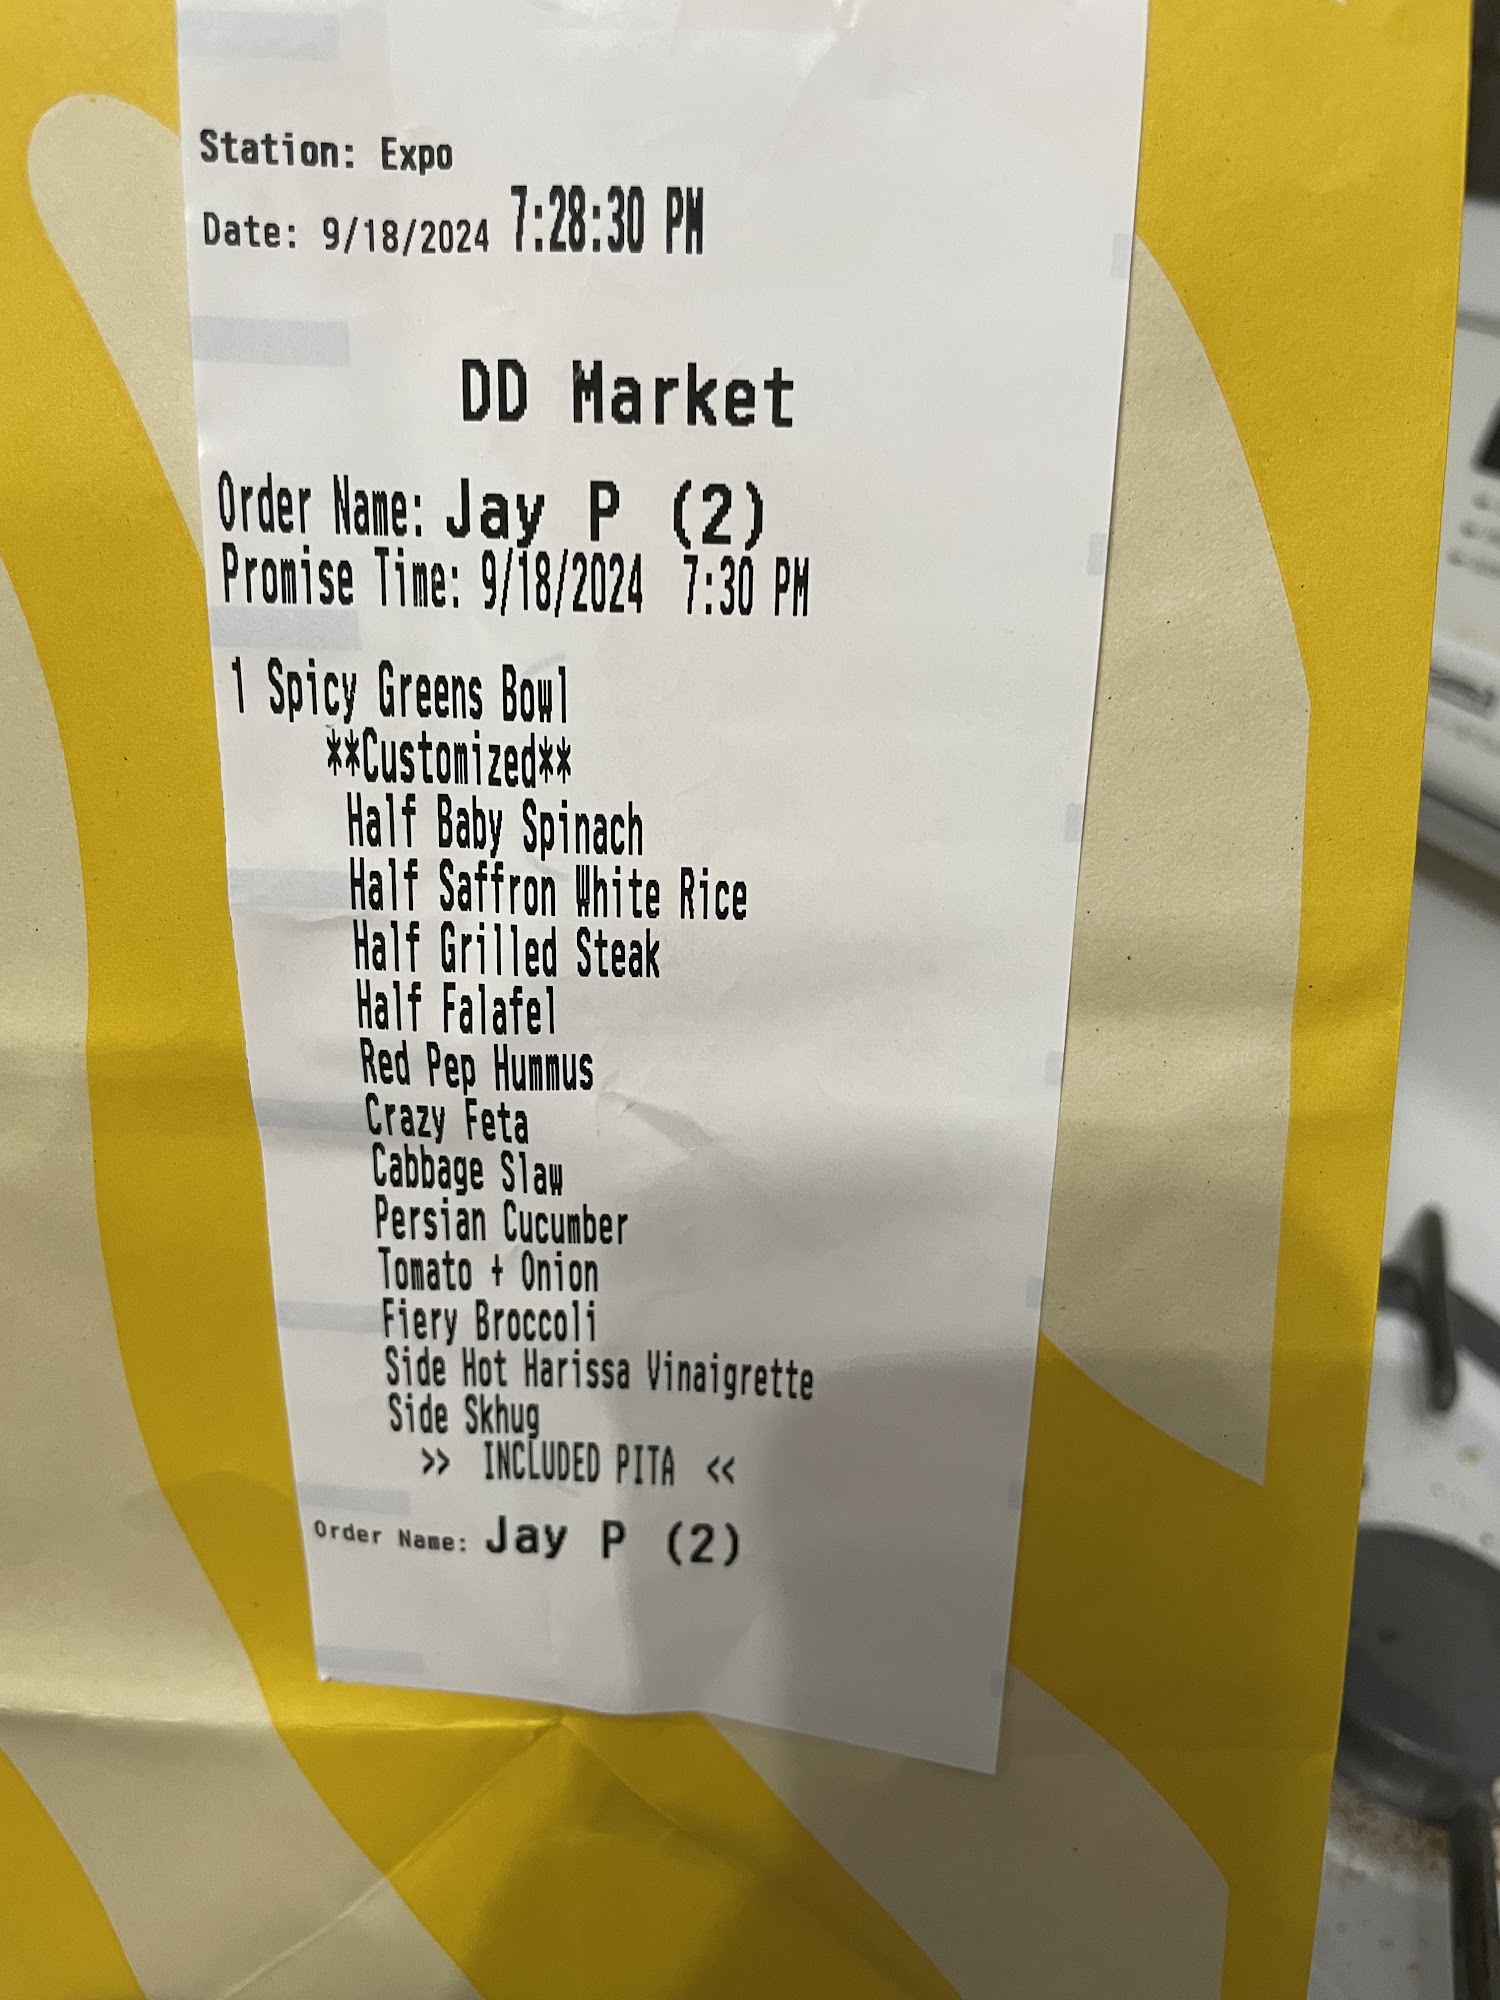 Station: Expo
Date: 9/18/2024 7:28:30 PM
DD Market
Order Name: Jay P (2)
Promise Time: 9/18/2024 7:30 PM
1 Spicy Greens Bowl
**Customized**
Half Baby Spinach
Half Saffron White Rice
Half Grilled Steak
Half Falafel
Red Pep Hummus
Crazy Feta
Cabbage Slaw
Persian Cucumber
Tomato + Onion
Fiery Broccoli
Side Hot Harissa Vinaigrette
Side Skhug
>> INCLUDED PITA <<
Order Name: Jay P (2)